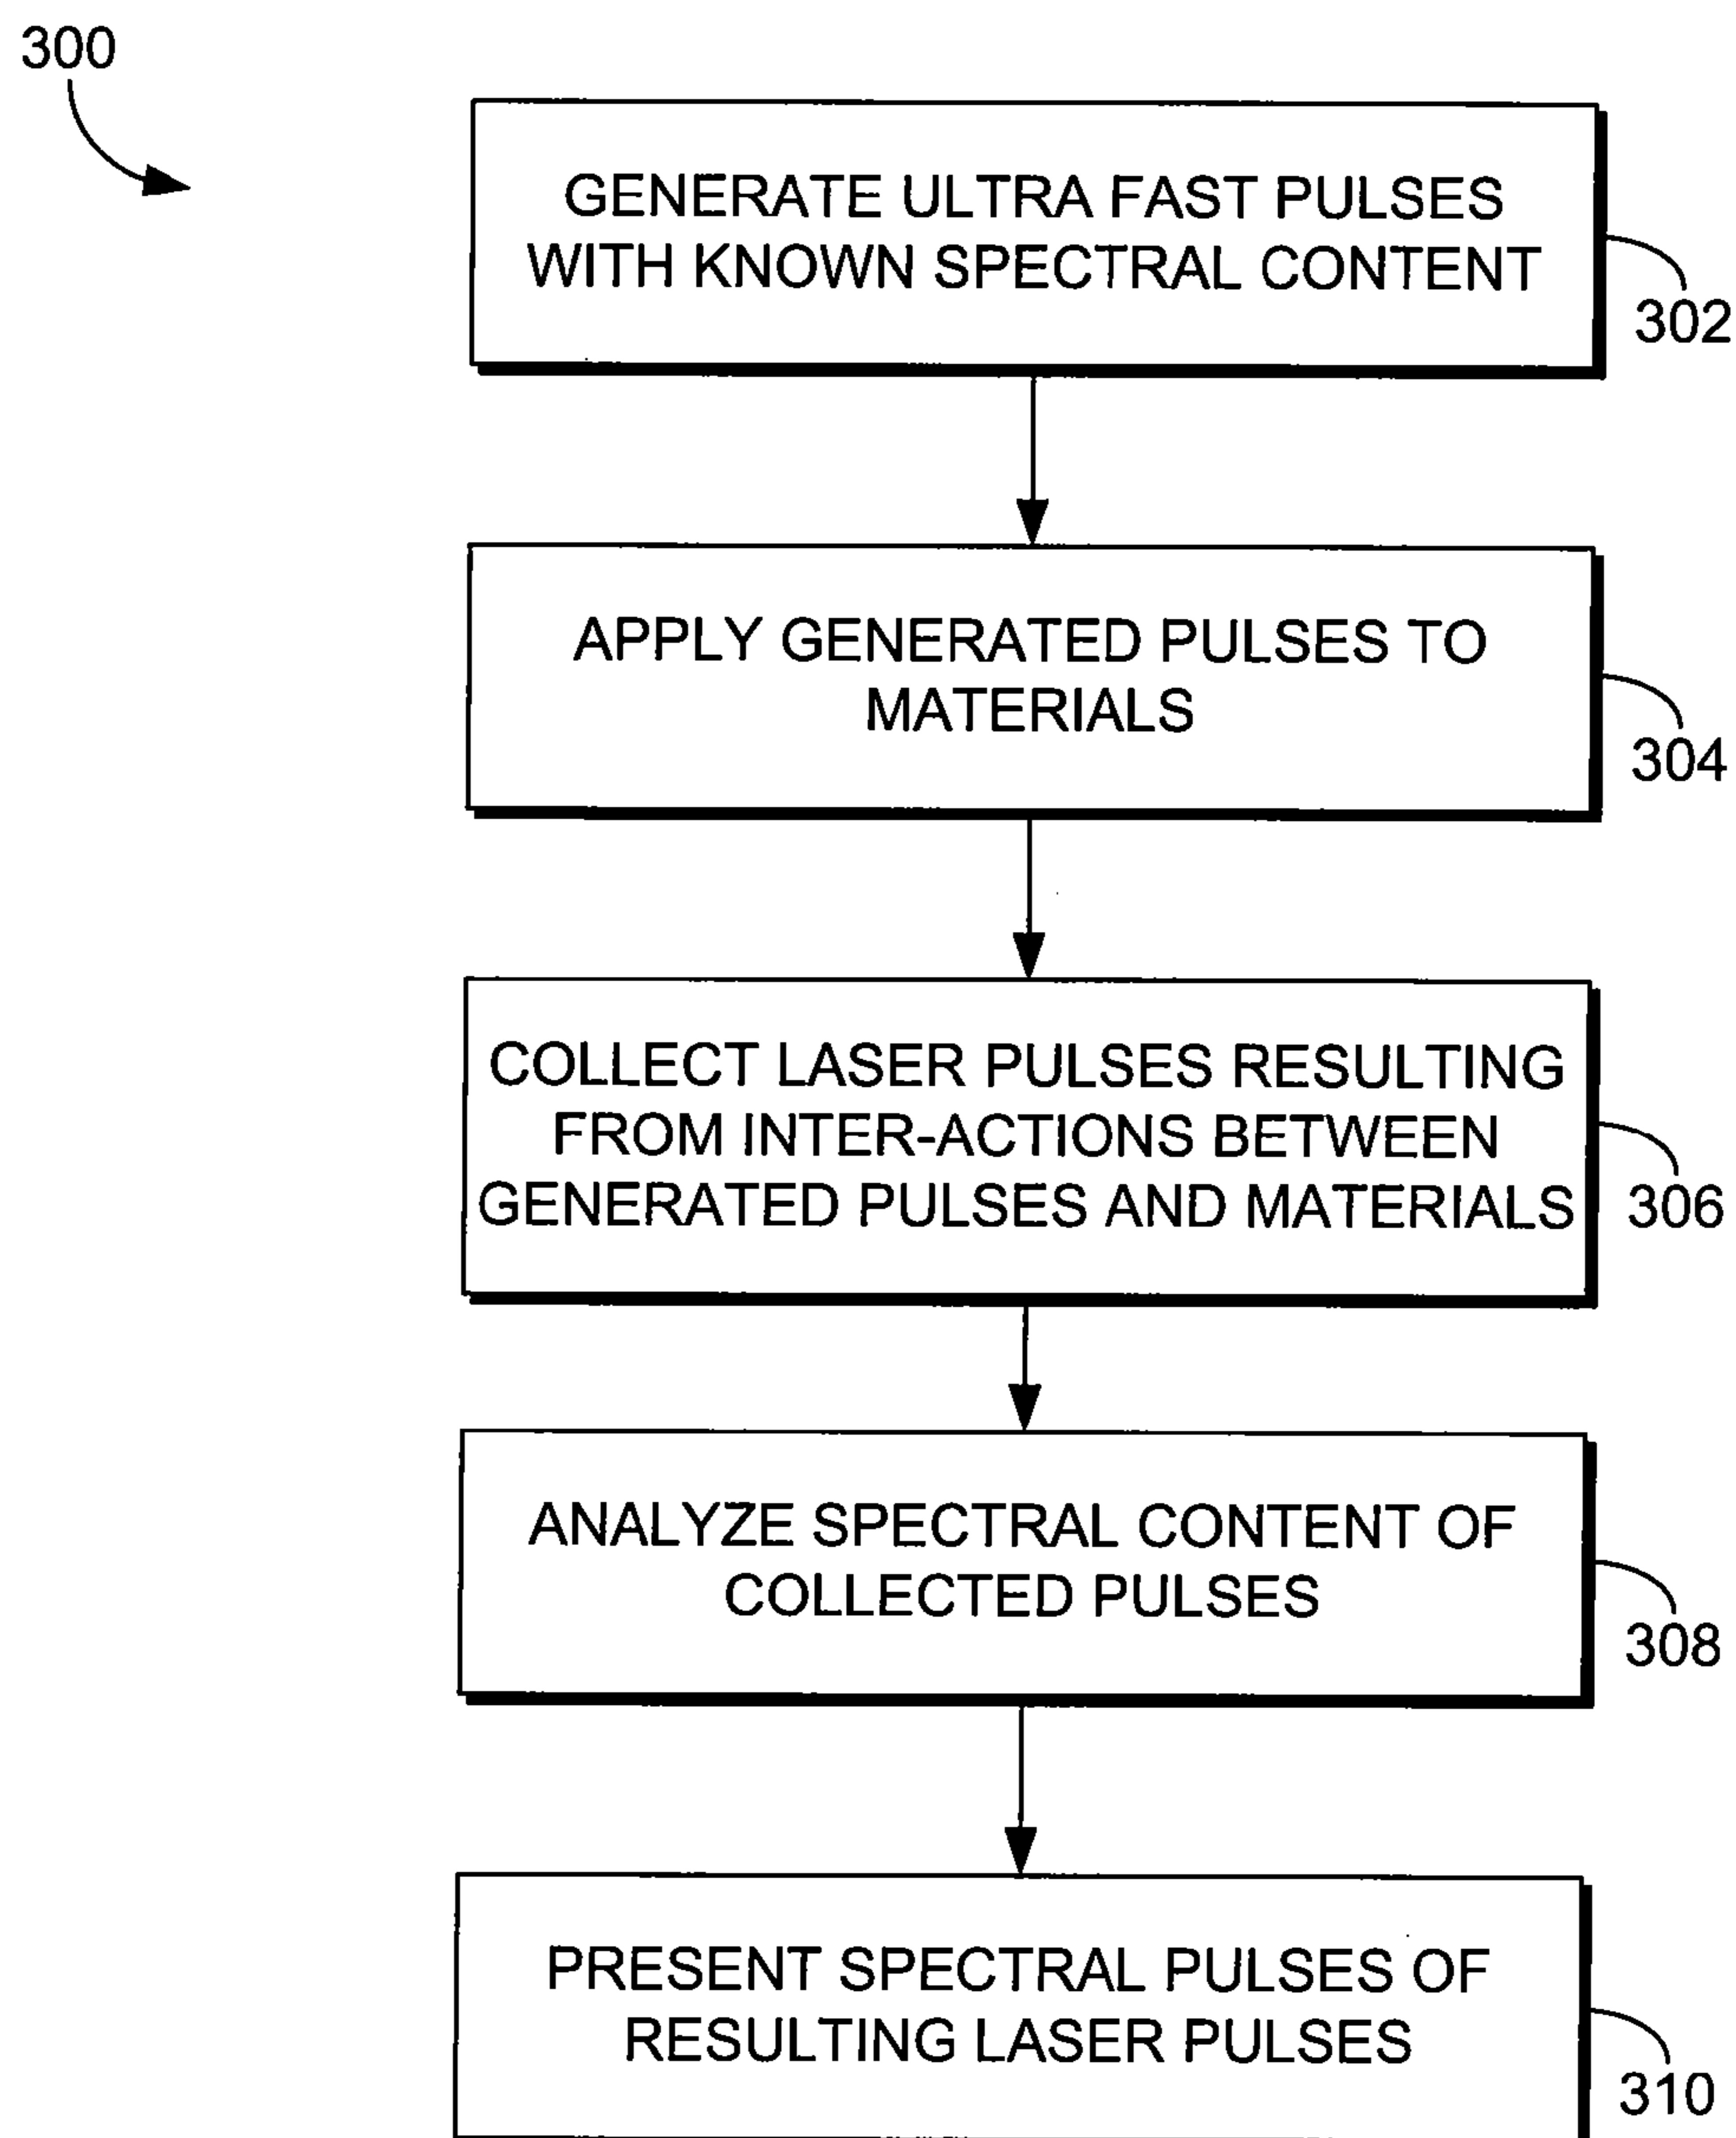 300
GENERATE ULTRA FAST PULSES
WITH KNOWN SPECTRAL CONTENT
302
APPLY GENERATED PULSES TO
MATERIALS
304
COLLECT LASER PULSES RESULTING
FROM INTER-ACTIONS BETWEEN
GENERATED PULSES AND MATERIALS
306
ANALYZE SPECTRAL CONTENT OF
COLLECTED PULSES
308
PRESENT SPECTRAL PULSES OF
RESULTING LASER PULSES
310